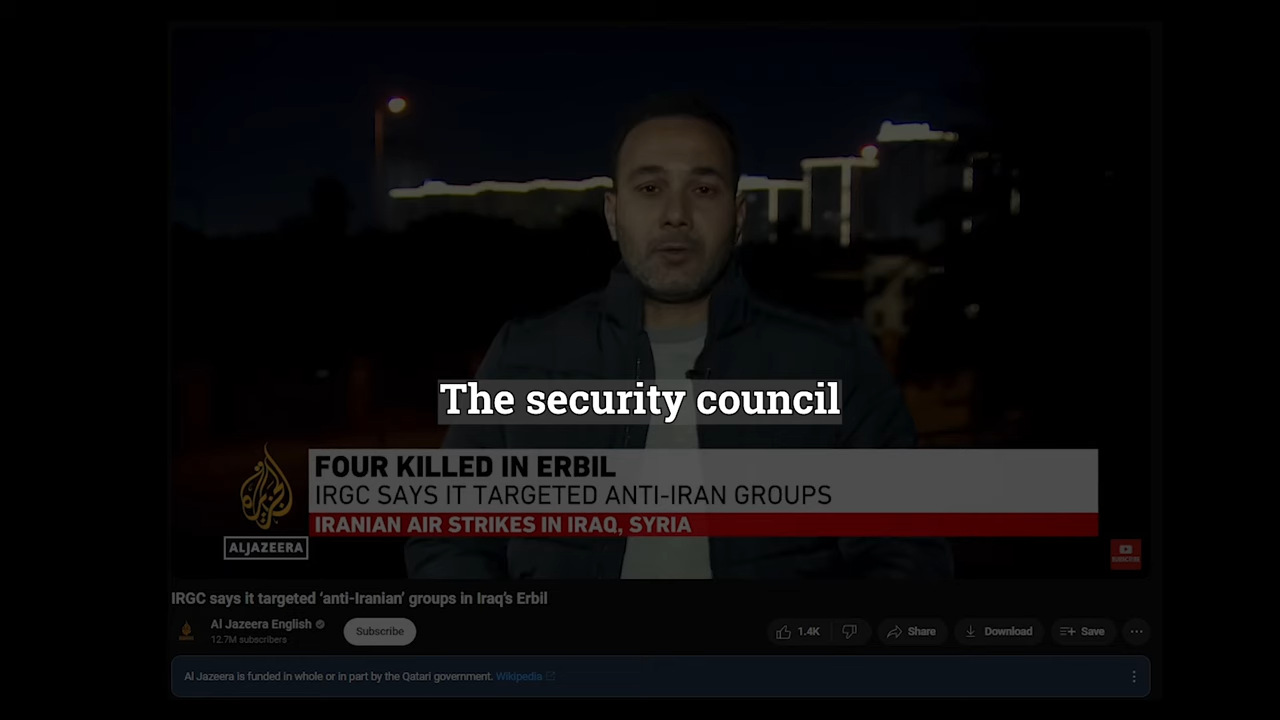 The security council
FOUR KILLED IN ERBIL
IRGC SAYS IT TARGETED ANTI-IRAN GROUPS
IRANIAN AIR STRIKES IN IRAQ, SYRIA
ALJAZEERA
SUBSCRIBE
IRGC says it targeted ‘anti-Iranian’ groups in Iraq's Erbil
Al Jazeera English
12.7M subscribers
Subscribe
1.4K
Share
Download
Save
Al Jazeera is funded in whole or in part by the Qatari government. Wikipedia